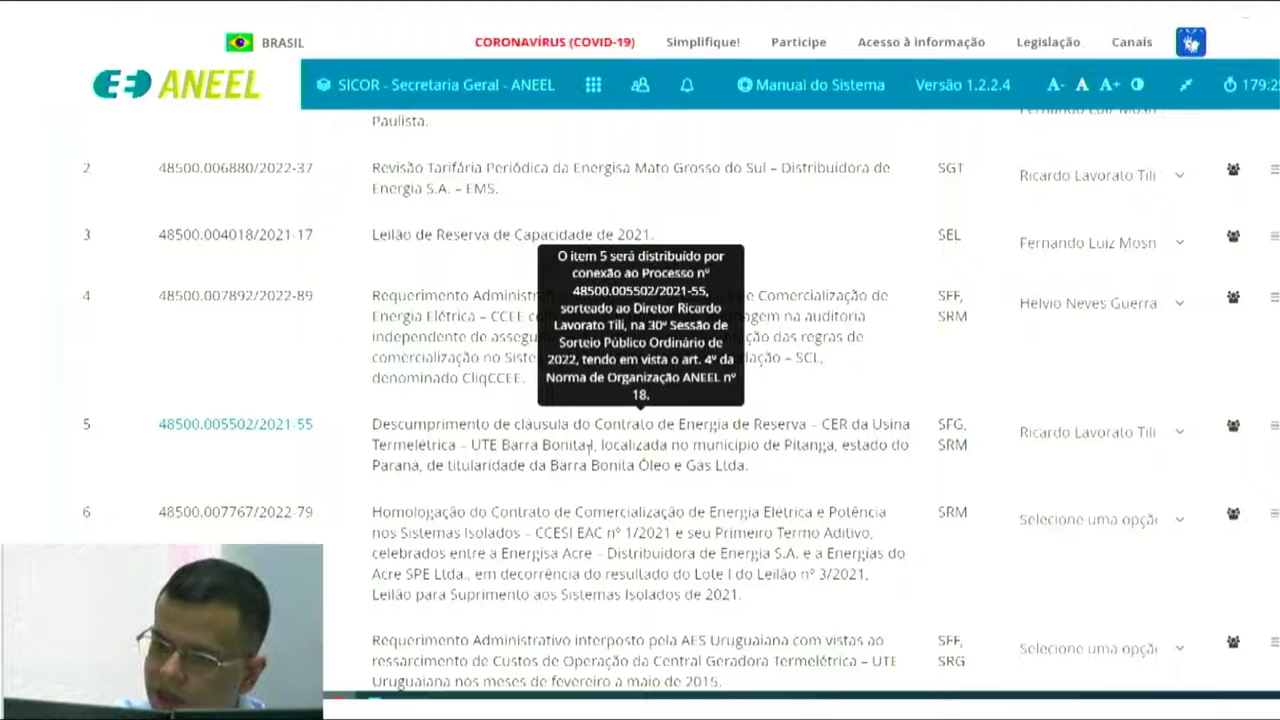 BRASIL
CORONAVÍRUS (COVID-19)
Simplifique!
Participe
Acesso à informação
Legislação
Canais
ANEEL
SICOR - Secretaria Geral - ANEEL
Manual do Sistema
Versão 1.2.2.4
A-
A
A+
Paulista.
2
48500.006880/2022-37
Revisão Tarifária Periódica da Energisa Mato Grosso do Sul – Distribuidora de
Energia S.A. – EMS.
SGT
Ricardo Lavorato Tili
3
48500.004018/2021-17
Leilão de Reserva de Capacidade de 2021.
SEL
Fernando Luiz Mosn
O item 5 será distribuído por
conexão ao Processo nº
48500.005502/2021-55,
sorteado ao Diretor Ricardo
Lavorato Tili, na 30ª Sessão de
Sorteio Público Ordinário de
2022, tendo em vista o art. 4º da
Norma de Organização ANEEL nº
18.
4
48500.007892/2022-89
Requerimento Administra de Comercialização de
Energia Elétrica – CCEE agem na auditoria
independente de ação das regras de
comercialização no dação – SCL,
denominado CliqCCEE.
SFF,
SRM
Helvio Neves Guerra
5
48500.005502/2021-55
Descumprimento de cláusula do Contrato de Energia de Reserva – CER da Usina
Termelétrica – UTE Barra Bonita I, localizada no município de Pitanga, estado do
Paraná, de titularidade da Barra Bonita Óleo e Gás Ltda.
SFG,
SRM
Ricardo Lavorato Tili
6
48500.007767/2022-79
Homologação do Contrato de Comercialização de Energia Elétrica e Potência
nos Sistemas Isolados – CCESI EAC nº 1/2021 e seu Primeiro Termo Aditivo,
celebrados entre a Energisa Acre – Distribuidora de Energia S.A. e a Energias do
Acre SPE Ltda., em decorrência do resultado do Lote I do Leilão nº 3/2021,
Leilão para Suprimento aos Sistemas Isolados de 2021.
SRM
Selecione uma opçã
Requerimento Administrativo interposto pela AES Uruguaiana com vistas ao
ressarcimento de Custos de Operação da Central Geradora Termelétrica – UTE
Uruguaiana nos meses de fevereiro a maio de 2015.
SFF,
SRG
Selecione uma opçã